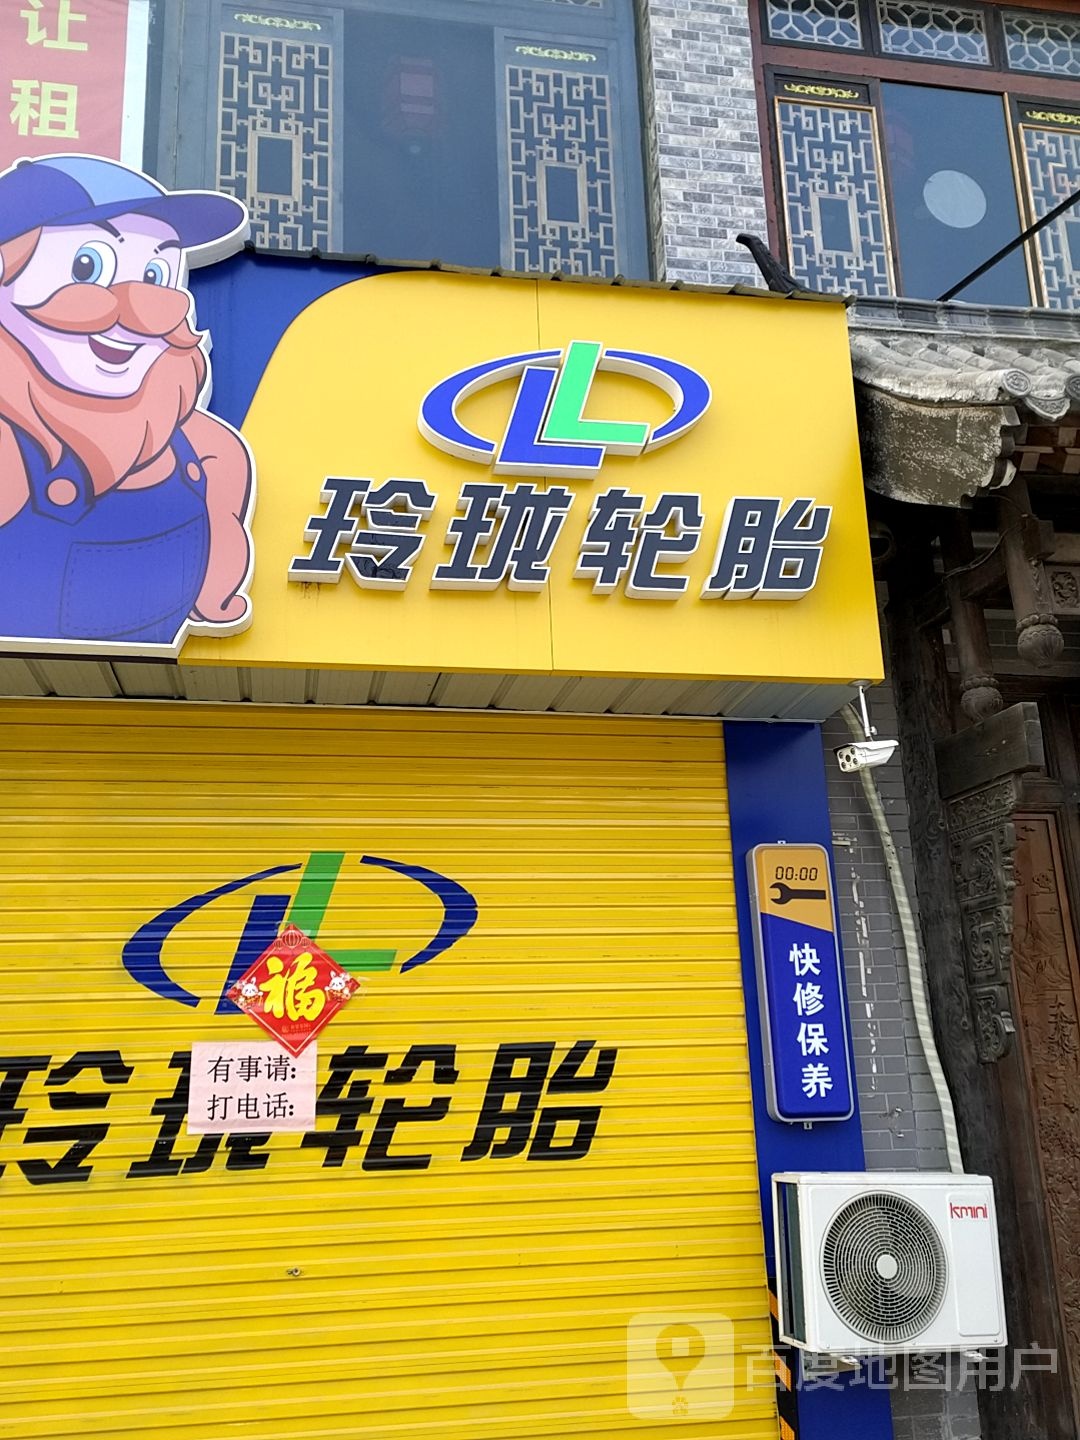 让
租
玲珑轮胎
00:00
快修保养
福
玲珑轮胎
有事请:
打电话:
kmini
百度地图用户